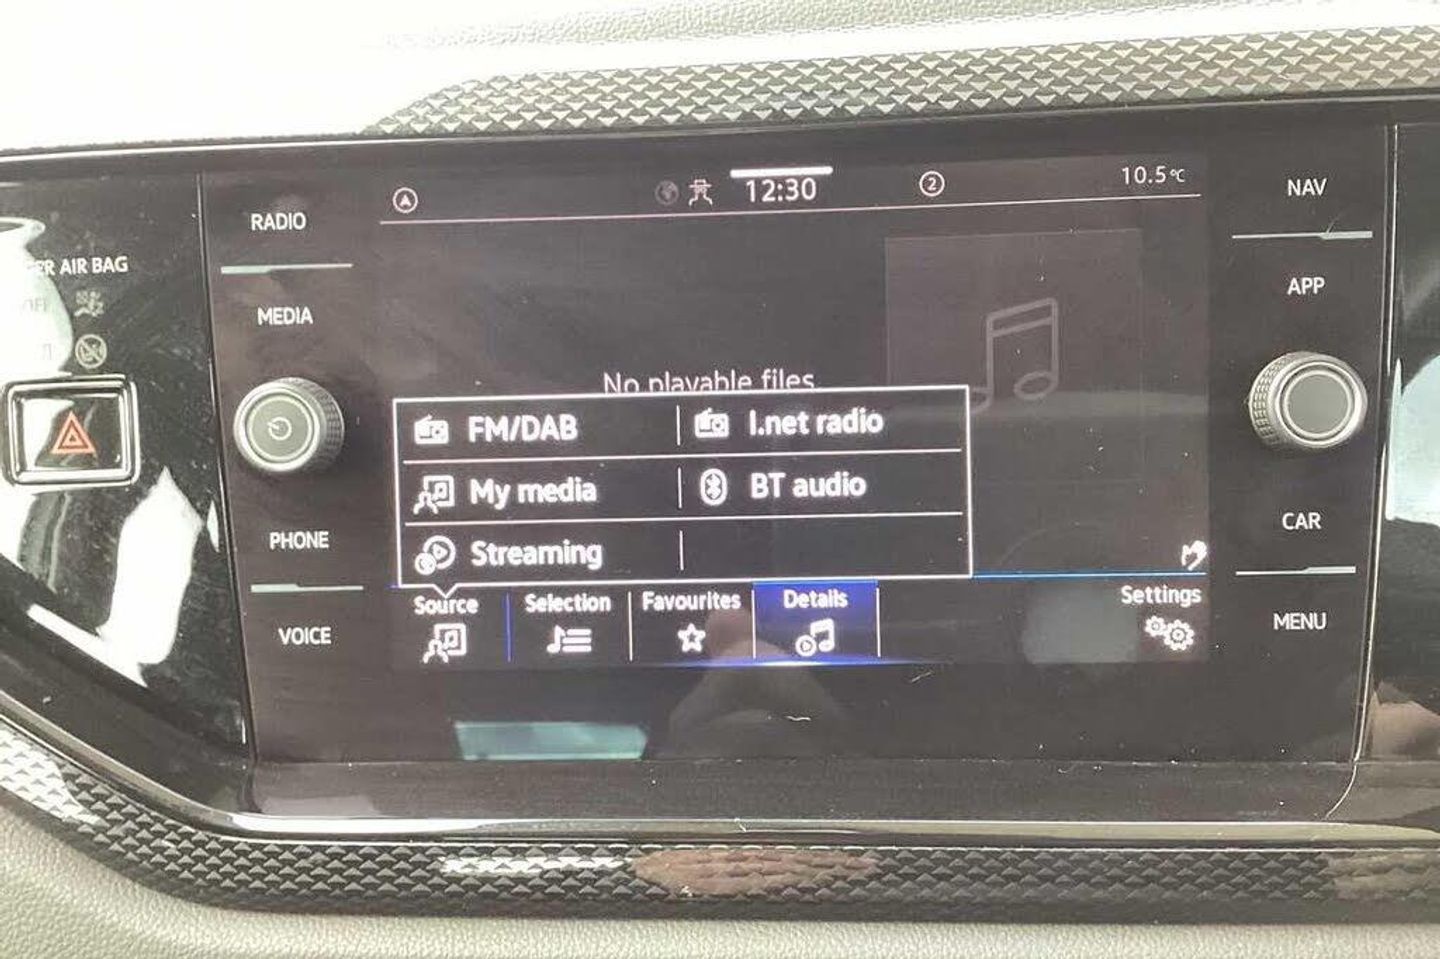 RADIO
MEDIA
PHONE
VOICE
AIR BAG
12:30
2
10.5°C
No playable files
FM/DAB
I.net radio
My media
BT audio
Streaming
Source
Selection
Favourites
Details
Settings
NAV
APP
CAR
MENU